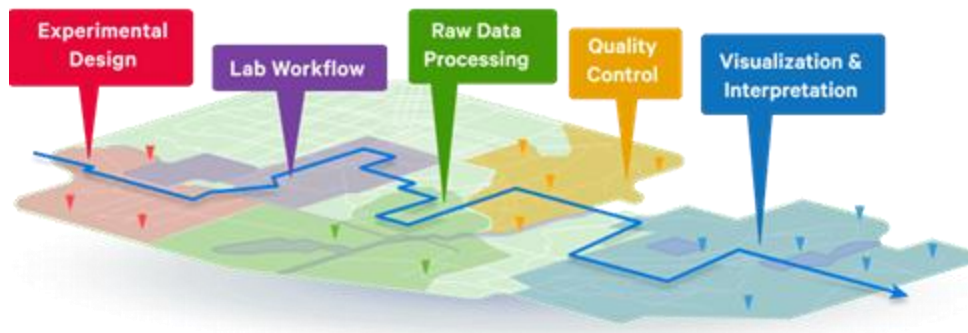 Experimental
Design
Lab Workflow
Raw Data
Processing
Quality
Control
Visualization &
Interpretation